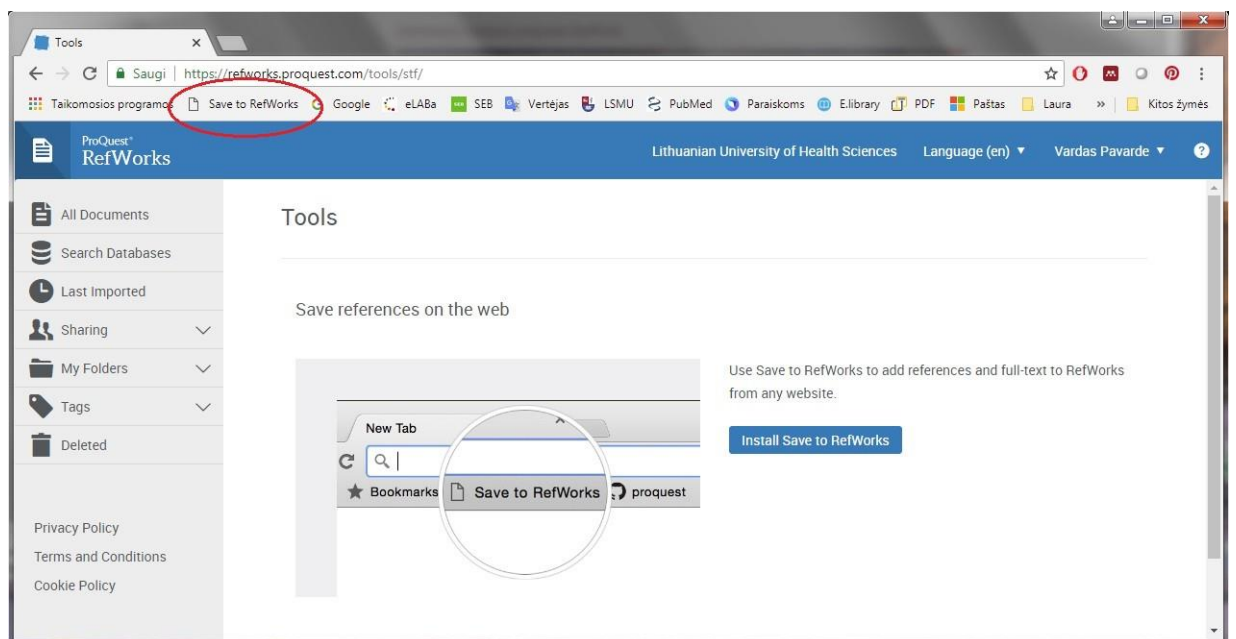 Tools
Saugi | https://refworks.proquest.com/tools/stf/
Taikomosios programos Save to RefWorks Google eLABa SEB Vertėjas LSMU PubMed Paraiskoms E.library PDF Paštas Laura » Kitos žymės
ProQuest®
RefWorks
Lithuanian University of Health Sciences Language (en) Vardas Pavarde ?
All Documents
Search Databases
Last Imported
Sharing
My Folders
Tags
Deleted
Privacy Policy
Terms and Conditions
Cookie Policy
Tools
Save references on the web
New Tab
Bookmarks Save to RefWorks proquest
Use Save to RefWorks to add references and full-text to RefWorks
from any website.
Install Save to RefWorks